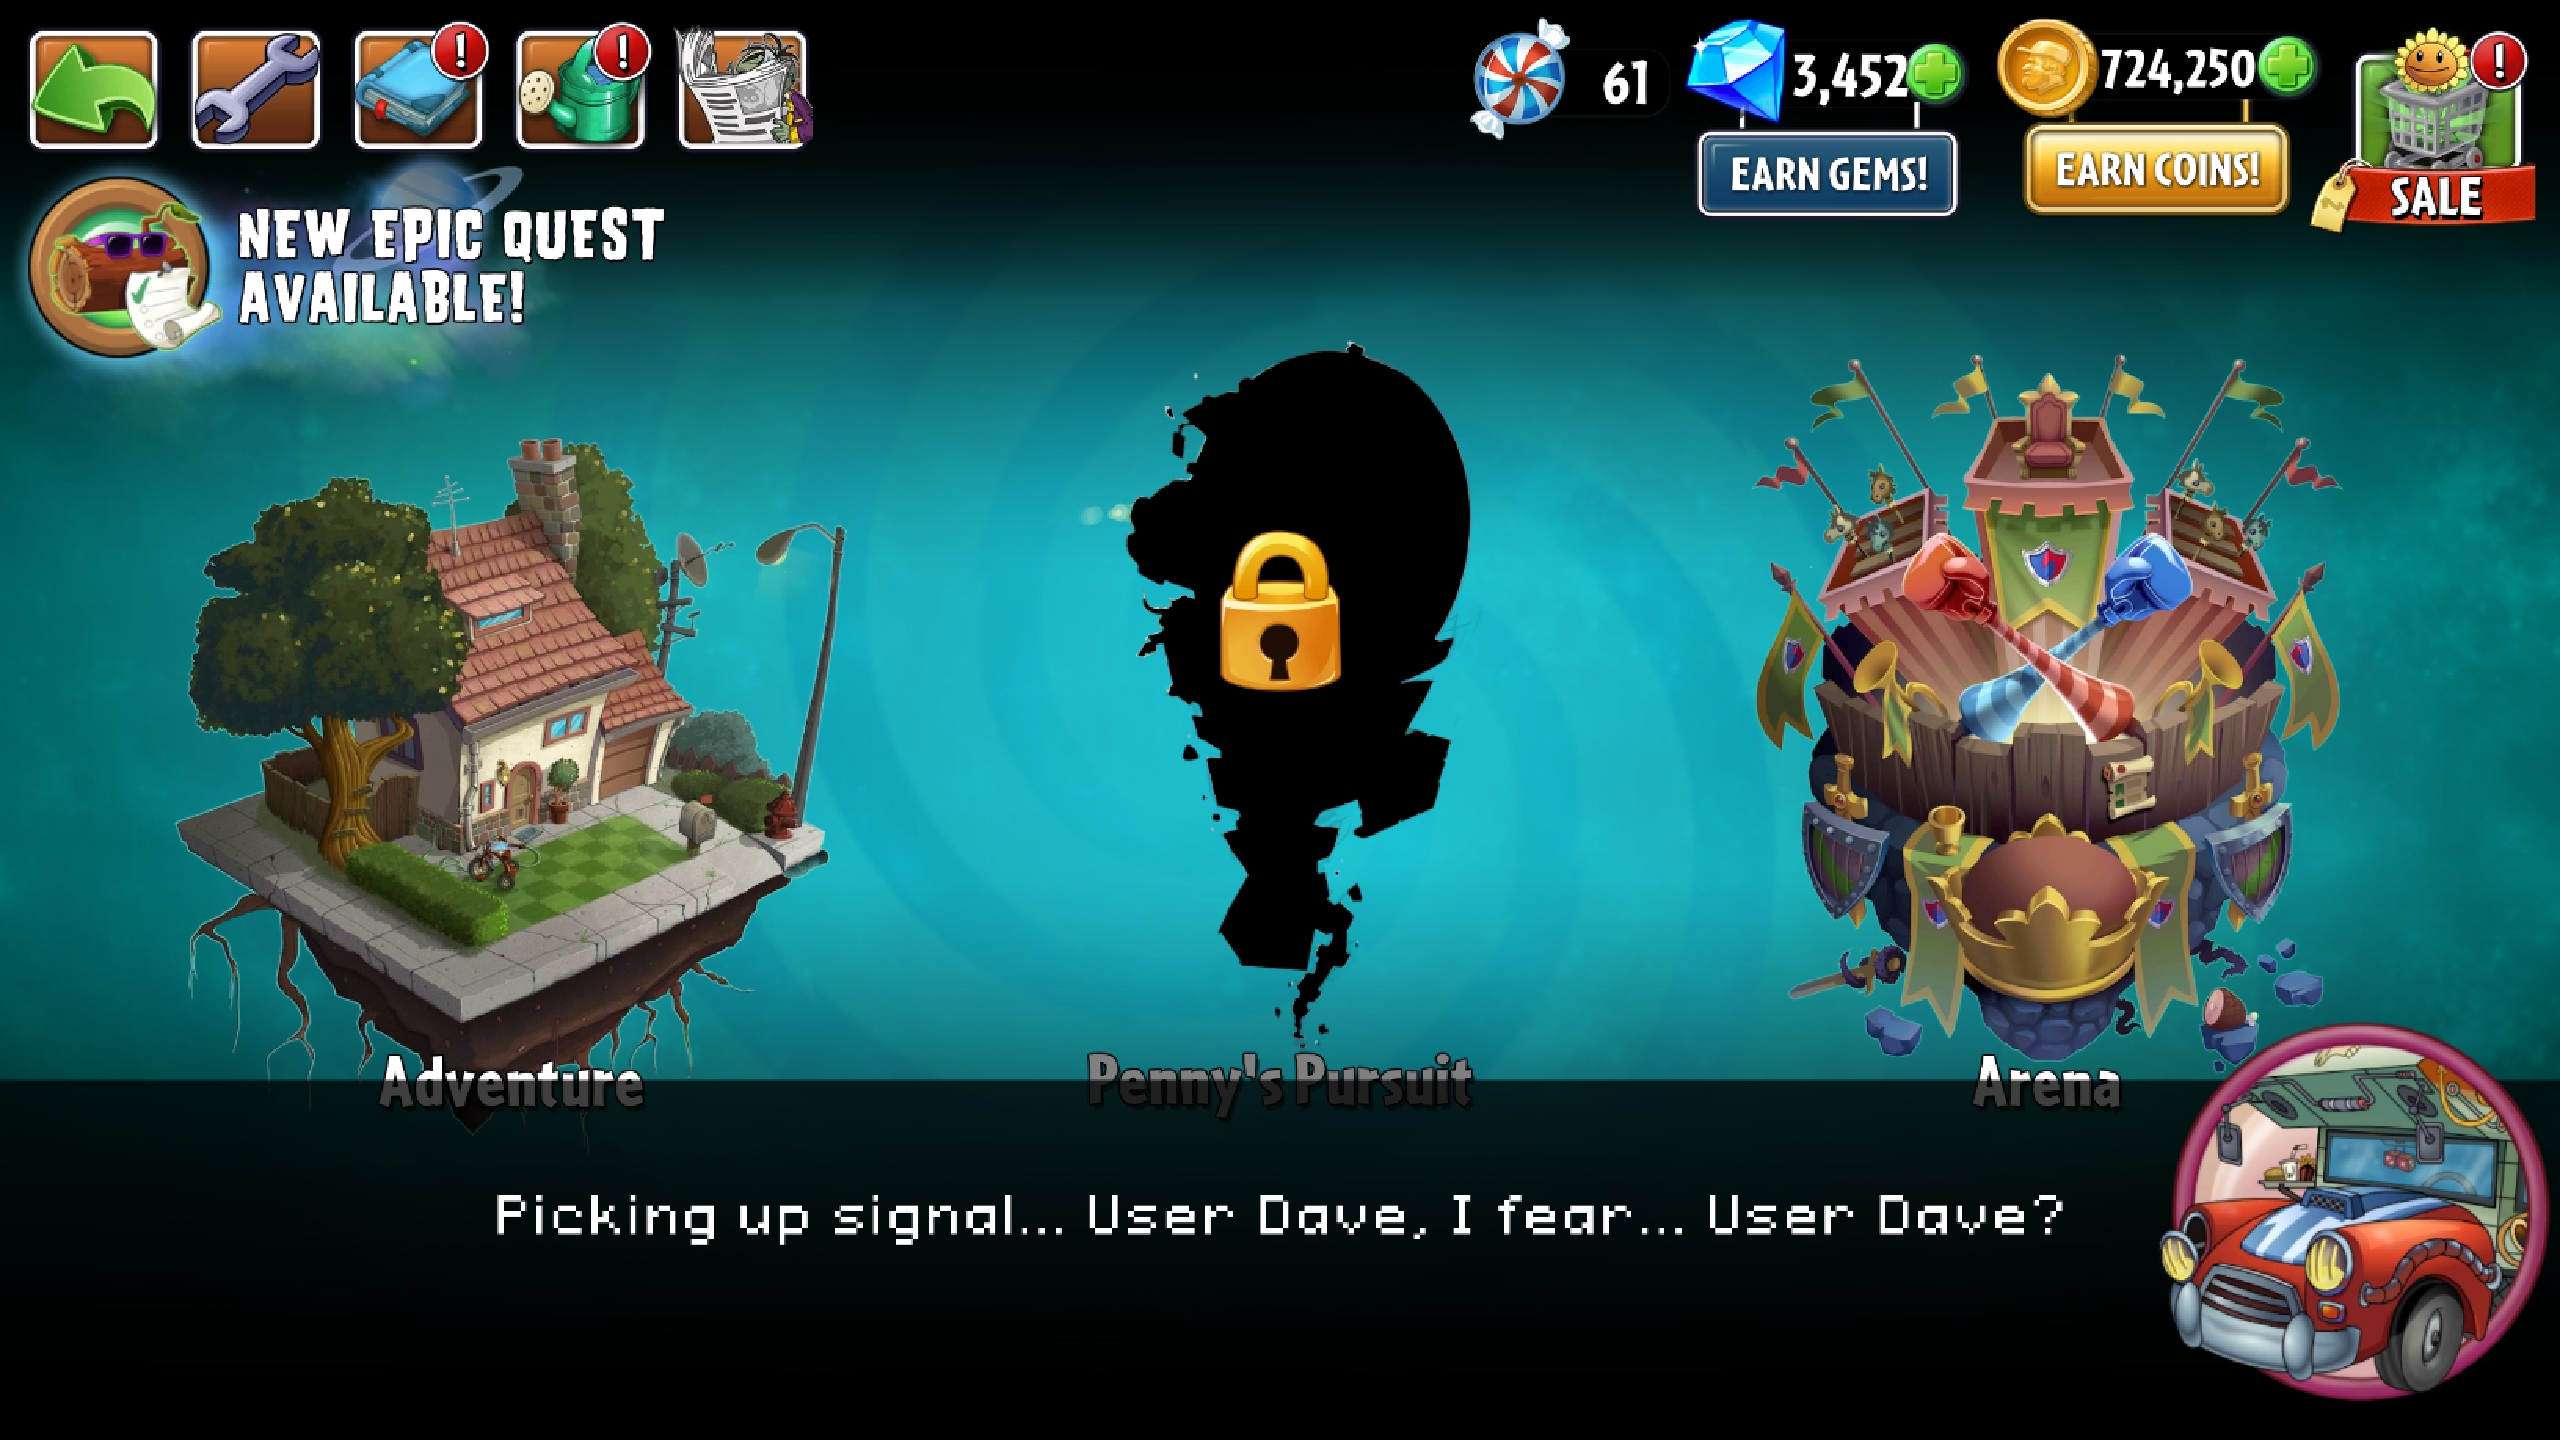 61
3,452
724,250
EARN GEMS!
EARN COINS!
SALE
NEW EPIC QUEST
AVAILABLE!
Adventure
Penny's Pursuit
Arena
Picking up signal... User Dave, I fear... User Dave?